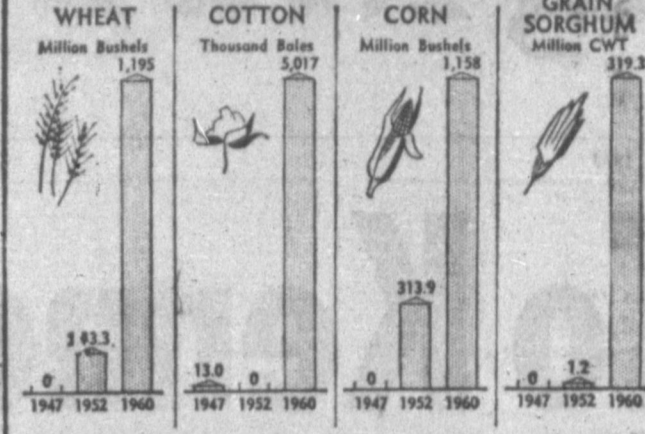 WHEAT
Million Bushels
1,195
143.3
0
1947 1952 1960
COTTON
Thousand Bales
5,017
13.0
0
1947 1952 1960
CORN
Million Bushels
1,158
313.9
0
1947 1952 1960
GRAIN
SORGHUM
Million CWT
319.3
1.2
0
1947 1952 1960